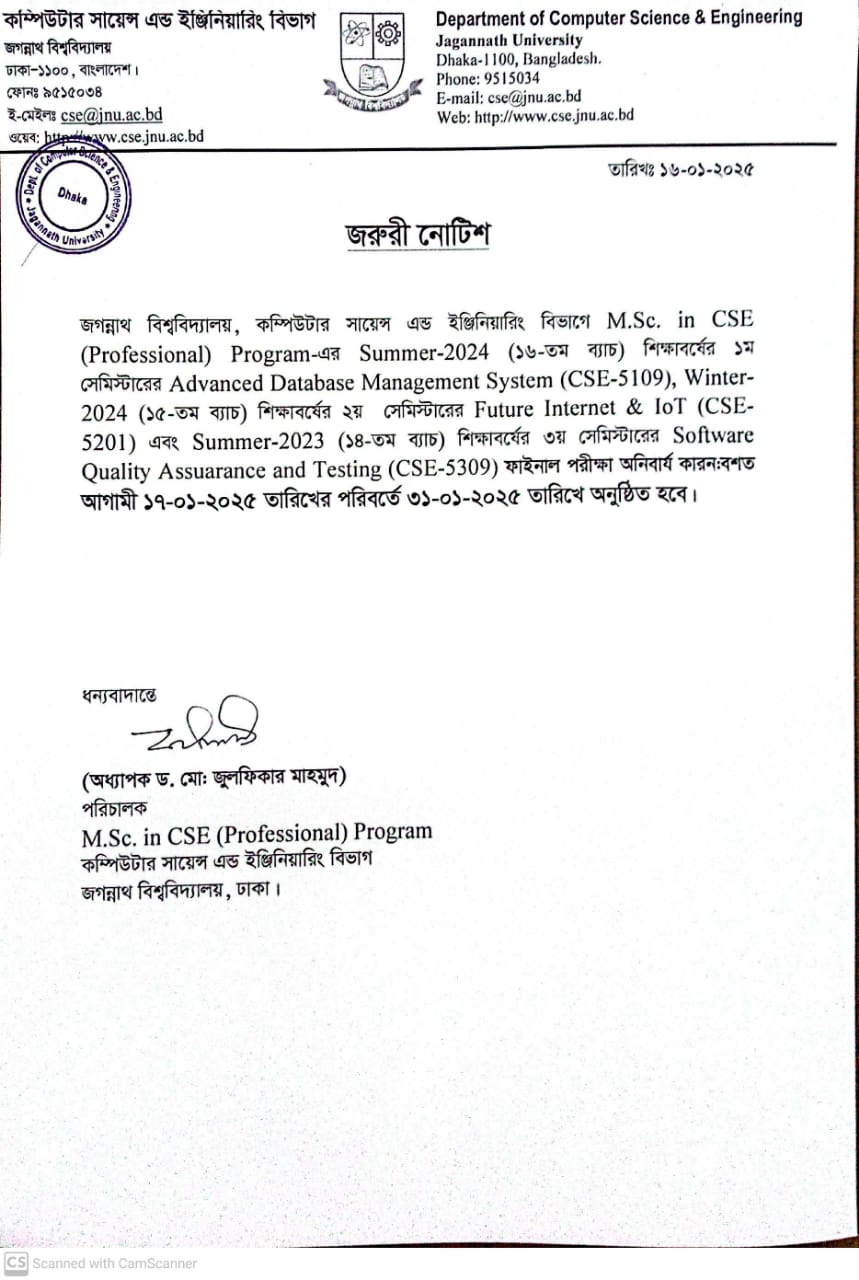 কম্পিউটার সায়েন্স এন্ড ইঞ্জিনিয়ারিং বিভাগ
জগন্নাথ বিশ্ববিদ্যালয়
ঢাকা-১১০০, বাংলাদেশ।
ফোনঃ ৯৫১৫০৩৪
ই-মেইলঃ cse@jnu.ac.bd
ওয়েব: http://www.cse.jnu.ac.bd
Department of Computer Science & Engineering
Jagannath University
Dhaka-1100, Bangladesh.
Phone: 9515034
E-mail: cse@jnu.ac.bd
Web: http://www.cse.jnu.ac.bd
জগন্নাথ বিশ্ববিদ্যালয়
Dept. of Computer Science & Engineering
Dhaka
Jagannath University
তারিখঃ ১৬-০১-২০২৫
জরুরী নোটিশ
জগন্নাথ বিশ্ববিদ্যালয়, কম্পিউটার সায়েন্স এন্ড ইঞ্জিনিয়ারিং বিভাগে M.Sc. in CSE
(Professional) Program-এর Summer-2024 (১৬-তম ব্যাচ) শিক্ষাবর্ষের ১ম
সেমিস্টারের Advanced Database Management System (CSE-5109), Winter-
2024 (১৫-তম ব্যাচ) শিক্ষাবর্ষের ২য় সেমিস্টারের Future Internet & IoT (CSE-
5201) এবং Summer-2023 (১৪-তম ব্যাচ) শিক্ষাবর্ষের ৩য় সেমিস্টারের Software
Quality Assuarance and Testing (CSE-5309) ফাইনাল পরীক্ষা অনিবার্য কারন:বশত
আগামী ১৭-০১-২০২৫ তারিখের পরিবর্তে ৩১-০১-২০২৫ তারিখে অনুষ্ঠিত হবে।
ধন্যবাদান্তে
(অধ্যাপক ড. মো: জুলফিকার মাহমুদ)
পরিচালক
M.Sc. in CSE (Professional) Program
কম্পিউটার সায়েন্স এন্ড ইঞ্জিনিয়ারিং বিভাগ
জগন্নাথ বিশ্ববিদ্যালয়, ঢাকা।
CS Scanned with CamScanner